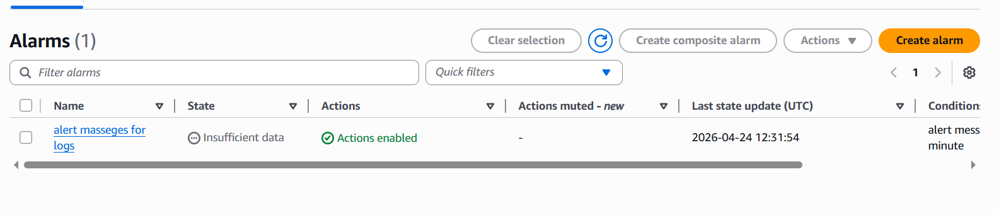 Alarms (1)
Clear selection
Create composite alarm
Actions
Create alarm
Filter alarms
Quick filters
1
Name
State
Actions
Actions muted - new
Last state update (UTC)
Condition
alert masseges for
logs
Insufficient data
Actions enabled
-
2026-04-24 12:31:54
alert mess
minute